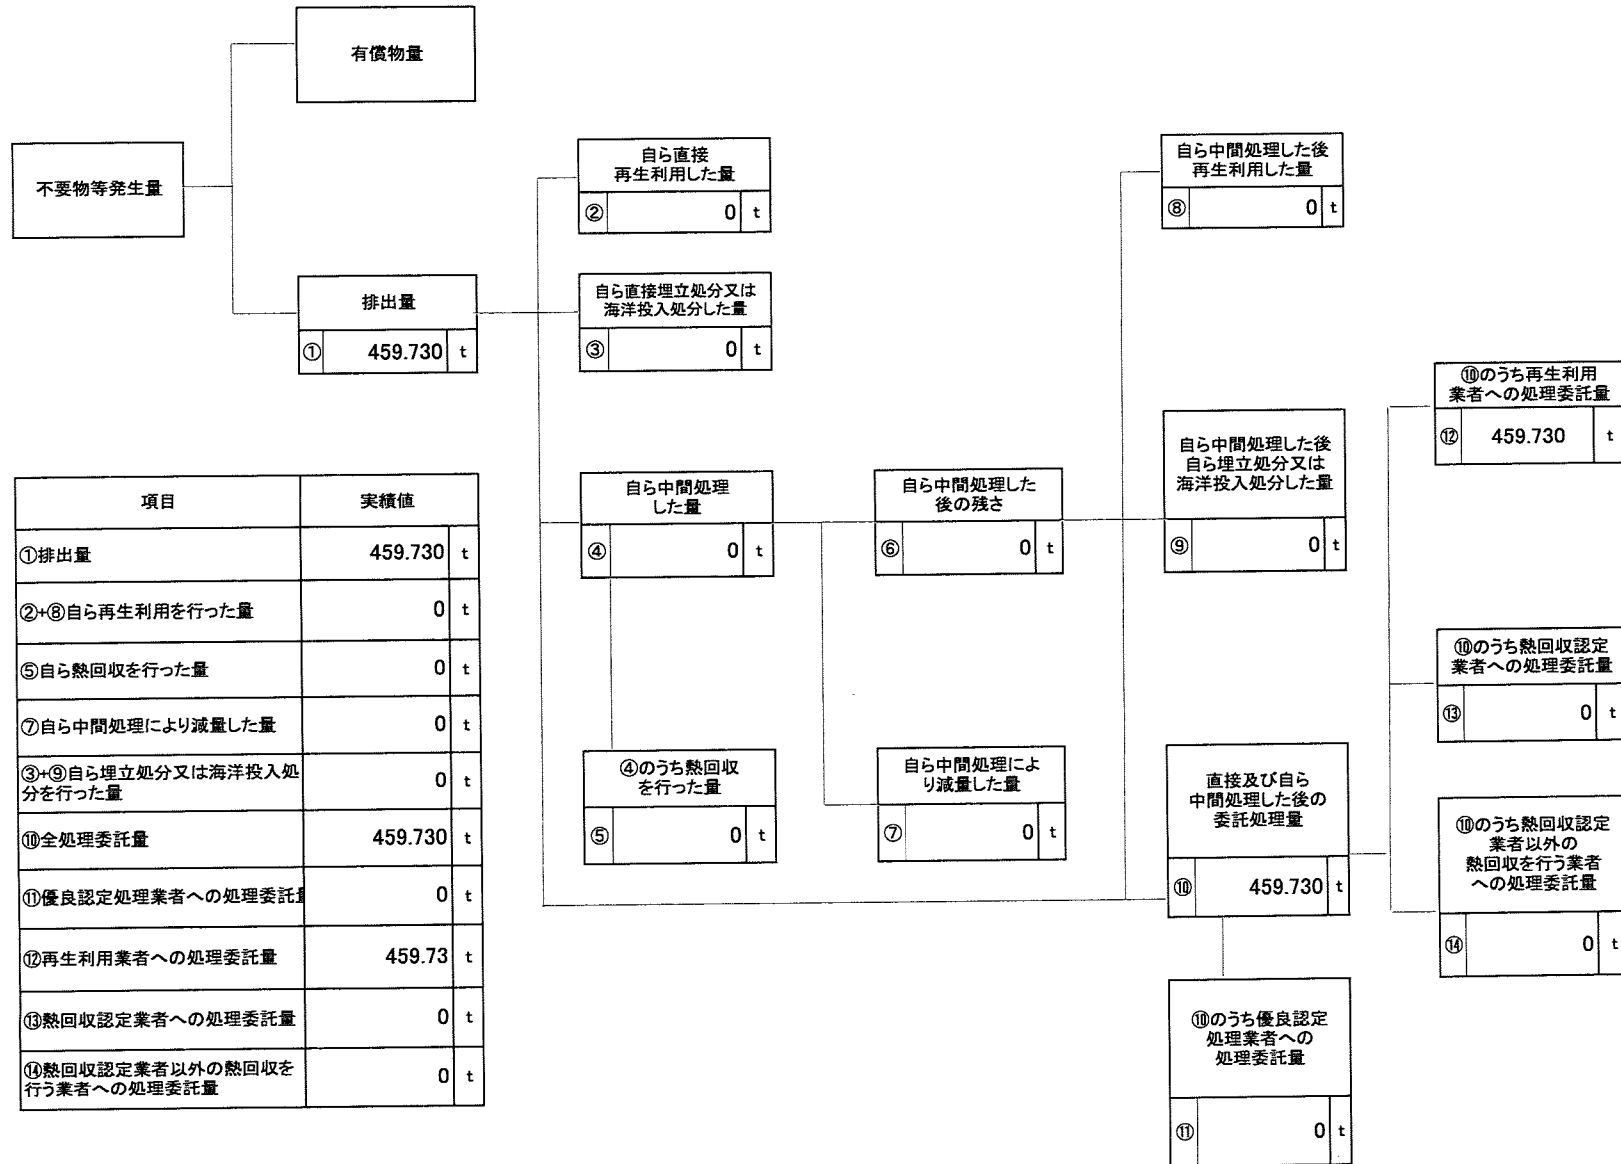 有償物量
不要物等発生量
排出量
① 459.730 t
自ら直接
再生利用した量
② 0 t
自ら直接埋立処分又は
海洋投入処分した量
③ 0 t
自ら中間処理
した量
④ 0 t
④のうち熱回収
を行った量
⑤ 0 t
自ら中間処理した
後の残さ
⑥ 0 t
自ら中間処理によ
り減量した量
⑦ 0 t
自ら中間処理した後
再生利用した量
⑧ 0 t
自ら中間処理した後
自ら埋立処分又は
海洋投入処分した量
⑨ 0 t
直接及び自ら
中間処理した後の
委託処理量
⑩ 459.730 t
⑩のうち優良認定
処理業者への
処理委託量
⑪ 0 t
⑩のうち再生利用
業者への処理委託量
⑫ 459.730 t
⑩のうち熱回収認定
業者への処理委託量
⑬ 0 t
⑩のうち熱回収認定
業者以外の
熱回収を行う業者
への処理委託量
⑭ 0 t
項目 実績値
①排出量 459.730 t
②+⑧自ら再生利用を行った量 0 t
⑤自ら熱回収を行った量 0 t
⑦自ら中間処理により減量した量 0 t
③+⑨自ら埋立処分又は海洋投入処
分を行った量 0 t
⑩全処理委託量 459.730 t
⑪優良認定処理業者への処理委託量 0 t
⑫再生利用業者への処理委託量 459.73 t
⑬熱回収認定業者への処理委託量 0 t
⑭熱回収認定業者以外の熱回収を
行う業者への処理委託量 0 t